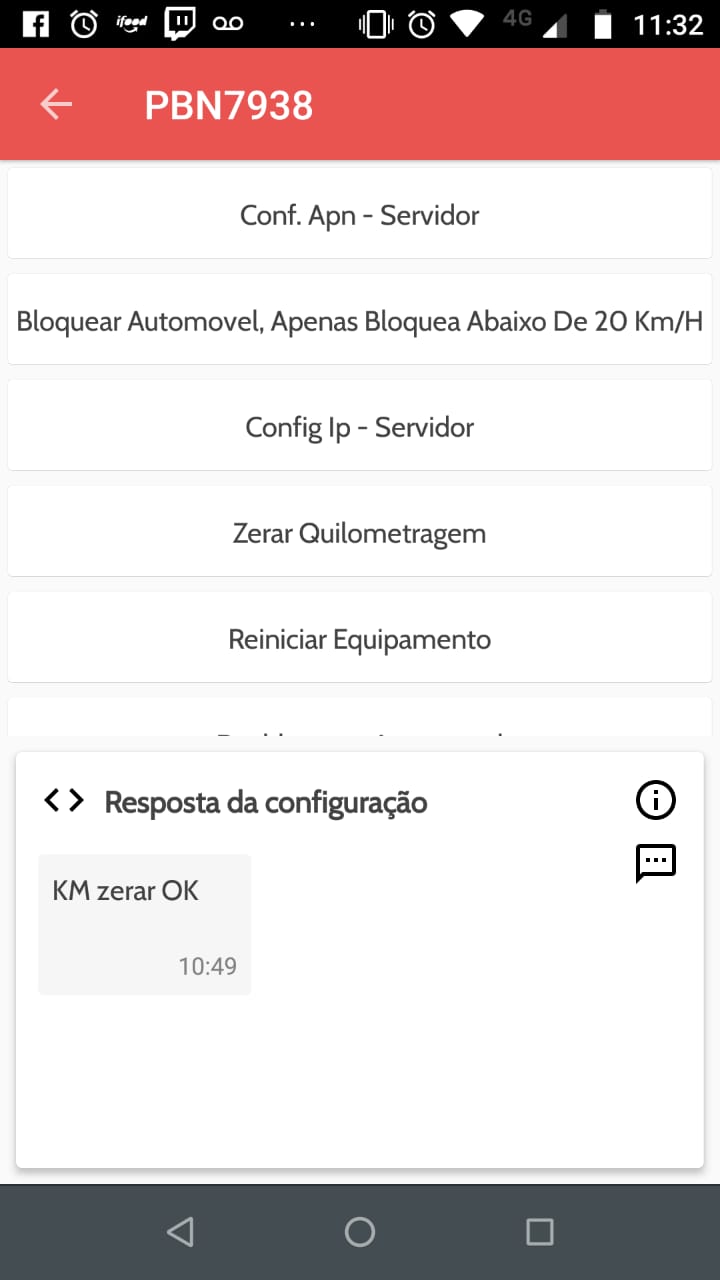 ifood
4G
11:32
PBN7938
Conf. Apn - Servidor
Bloquear Automovel, Apenas Bloquea Abaixo De 20 Km/H
Config Ip - Servidor
Zerar Quilometragem
Reiniciar Equipamento
Resposta da configuração
KM zerar OK
10:49